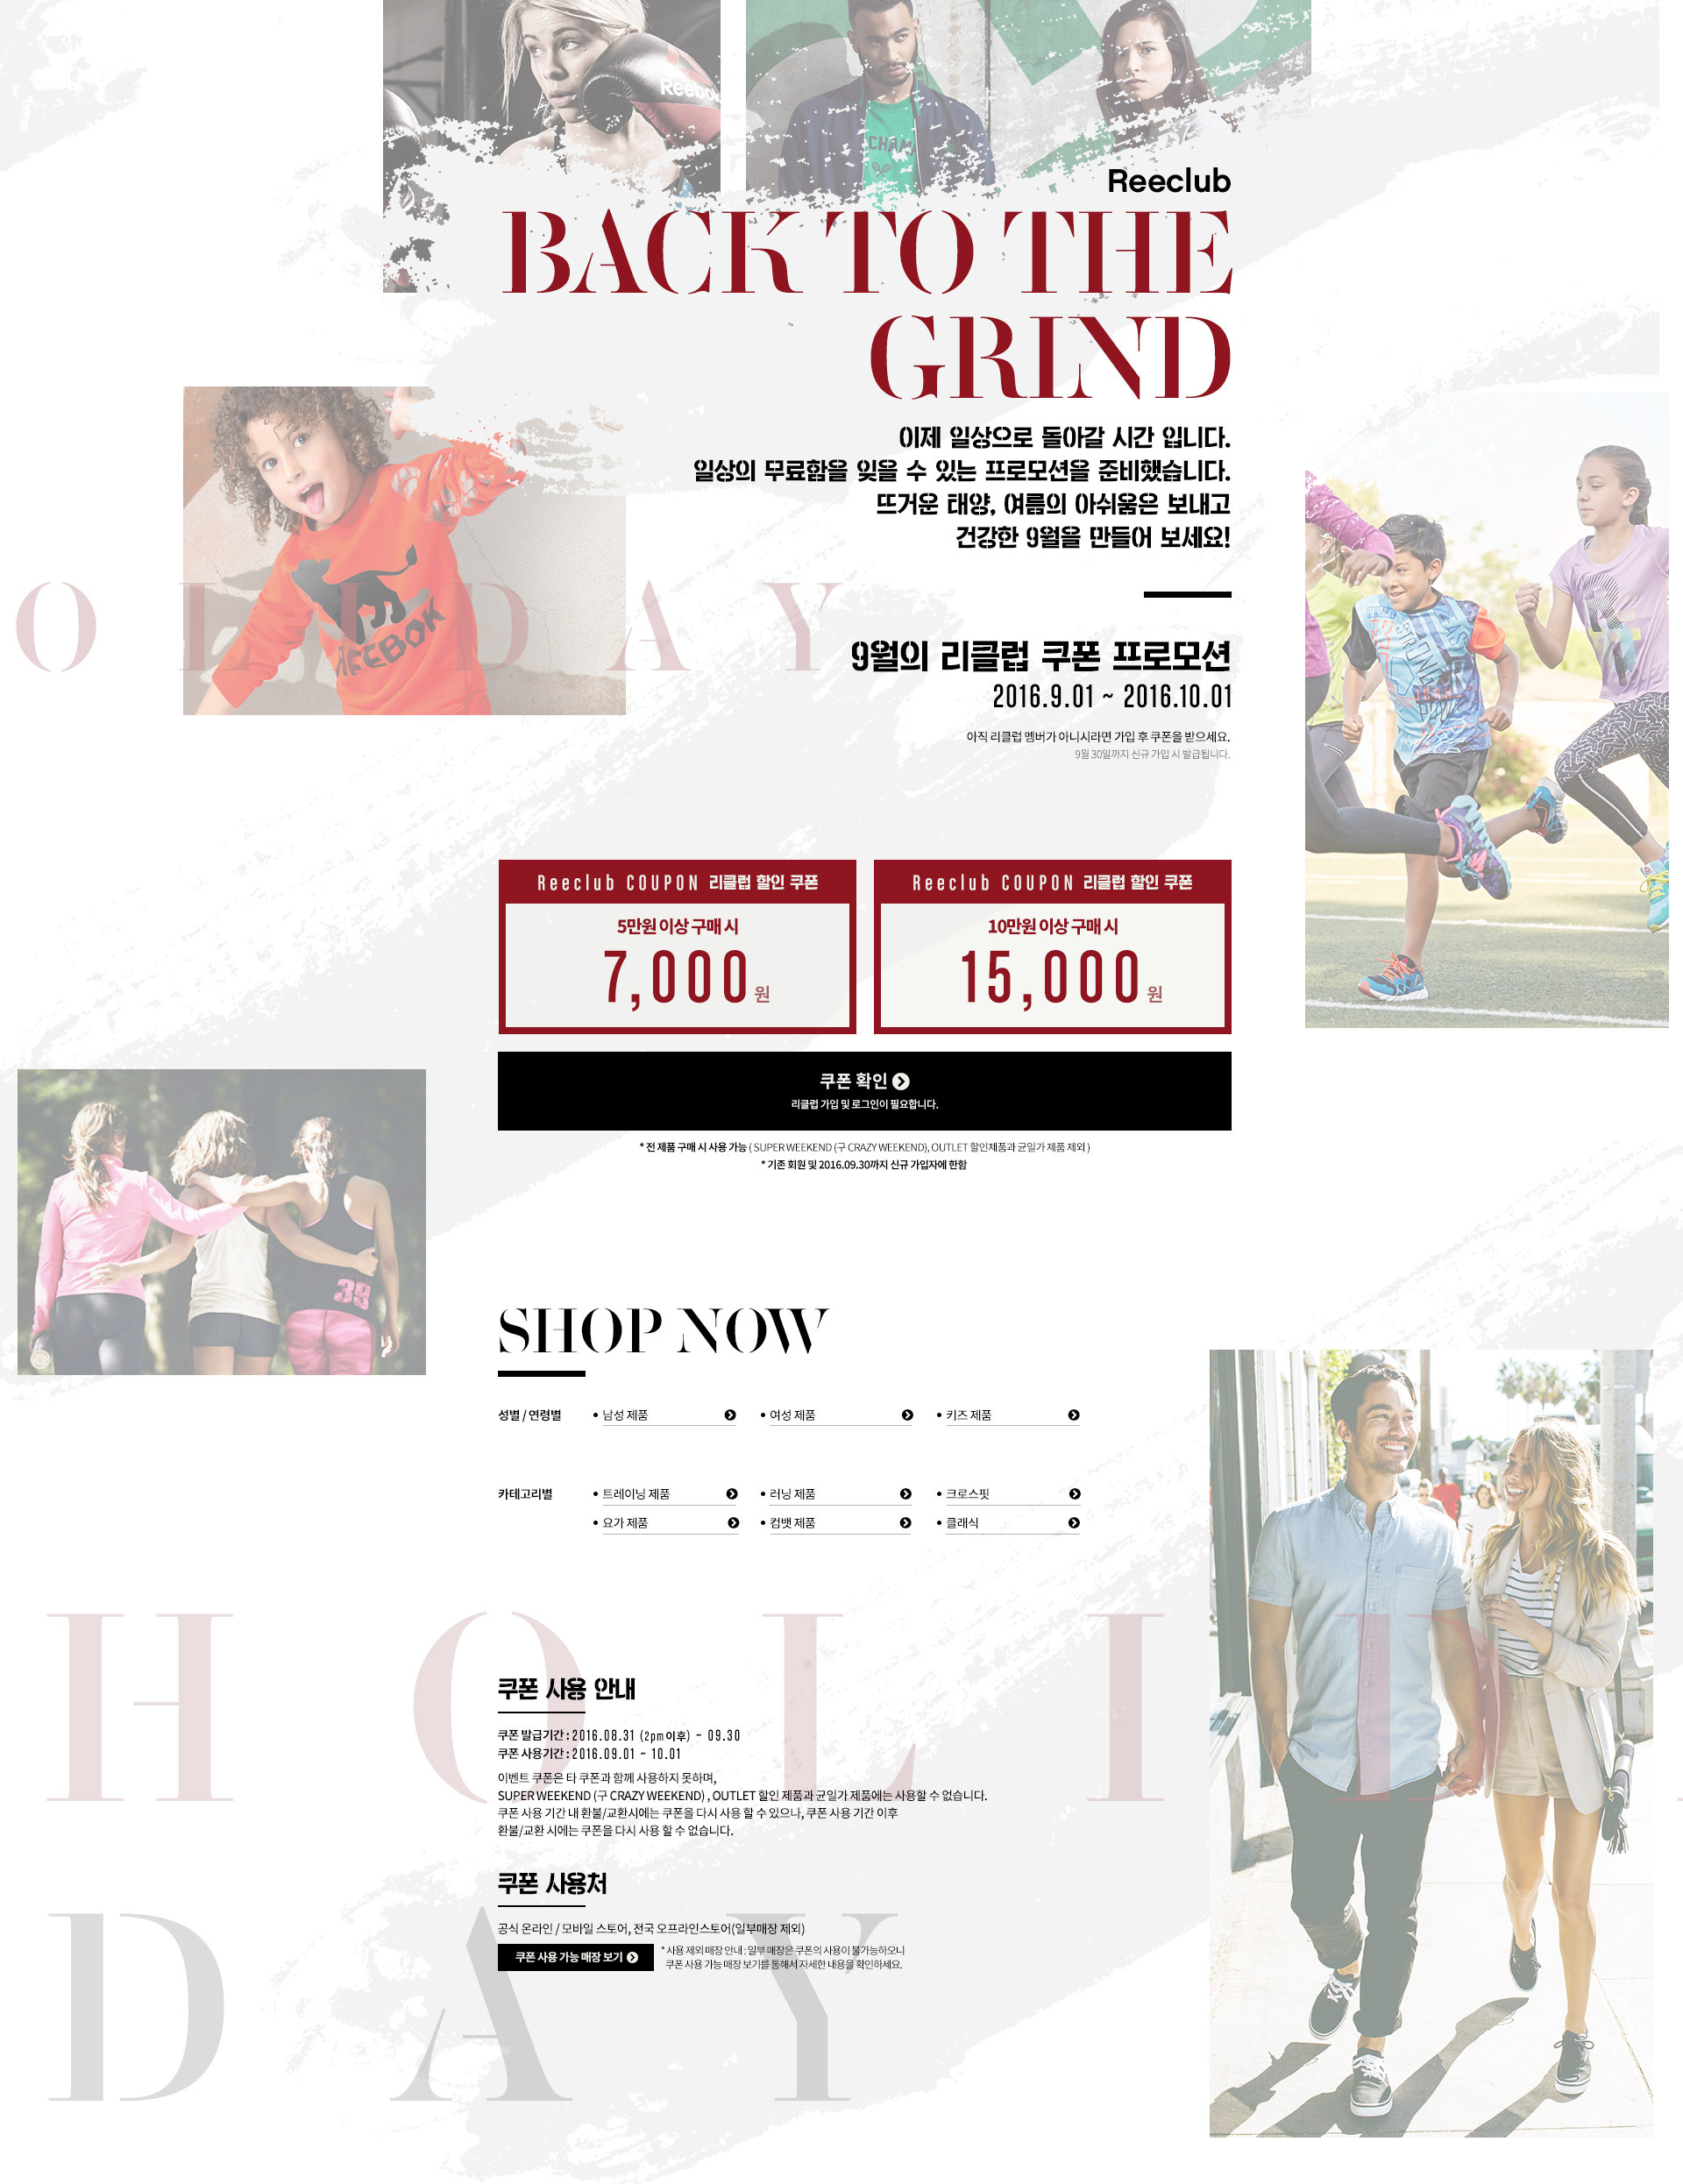 Reebok
CHAM
Reeclub
BACK TO THE
GRIND
이제 일상으로 돌아갈 시간 입니다.
일상의 무료함을 잊을 수 있는 프로모션을 준비했습니다.
뜨거운 태양, 여름의 아쉬움은 보내고
건강한 9월을 만들어 보세요!
REEBOK
OLIDAY
9월의 리클럽 쿠폰 프로모션
2016.9.01 ~ 2016.10.01
아직 리클럽 멤버가 아니시라면 가입 후 쿠폰을 받으세요.
9월 30일까지 신규 가입 시 발급됩니다.
Reeclub COUPON 리클럽 할인 쿠폰
5만원 이상 구매 시
7,000원
Reeclub COUPON 리클럽 할인 쿠폰
10만원 이상 구매 시
15,000원
쿠폰 확인
리클럽 가입 및 로그인이 필요합니다.
* 전 제품 구매 시 사용 가능 ( SUPER WEEKEND (구 CRAZY WEEKEND), OUTLET 할인제품과 균일가 제품 제외 )
* 기존 회원 및 2016.09.30까지 신규 가입자에 한함
39
SHOP NOW
성별 / 연령별 • 남성 제품 • 여성 제품 • 키즈 제품
카테고리별 • 트레이닝 제품 • 러닝 제품 • 크로스핏
• 요가 제품 • 컴뱃 제품 • 클래식
HOLID
쿠폰 사용 안내
쿠폰 발급기간 : 2016.08.31 (2pm 이후) ~ 09.30
쿠폰 사용기간 : 2016.09.01 ~ 10.01
이벤트 쿠폰은 타 쿠폰과 함께 사용하지 못하며,
SUPER WEEKEND (구 CRAZY WEEKEND) , OUTLET 할인 제품과 균일가 제품에는 사용할 수 없습니다.
쿠폰 사용 기간 내 환불/교환시에는 쿠폰을 다시 사용 할 수 있으나, 쿠폰 사용 기간 이후
환불/교환 시에는 쿠폰을 다시 사용 할 수 없습니다.
쿠폰 사용처
공식 온라인 / 모바일 스토어, 전국 오프라인스토어(일부매장 제외)
쿠폰 사용 가능 매장 보기
* 사용 제외 매장 안내 : 일부 매장은 쿠폰의 사용이 불가능하오니
쿠폰 사용 가능 매장 보기를 통해서 자세한 내용을 확인하세요.
DAY